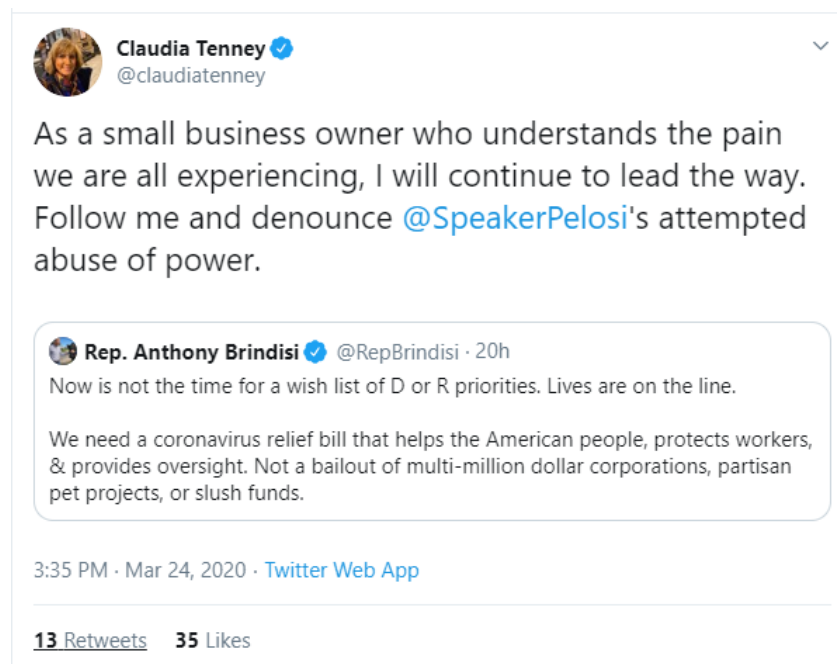 Claudia Tenney
@claudiatenney
As a small business owner who understands the pain
we are all experiencing, I will continue to lead the way.
Follow me and denounce @SpeakerPelosi's attempted
abuse of power.
Rep. Anthony Brindisi @RepBrindisi · 20h
Now is not the time for a wish list of D or R priorities. Lives are on the line.
We need a coronavirus relief bill that helps the American people, protects workers,
& provides oversight. Not a bailout of multi-million dollar corporations, partisan
pet projects, or slush funds.
3:35 PM · Mar 24, 2020 · Twitter Web App
13 Retweets 35 Likes